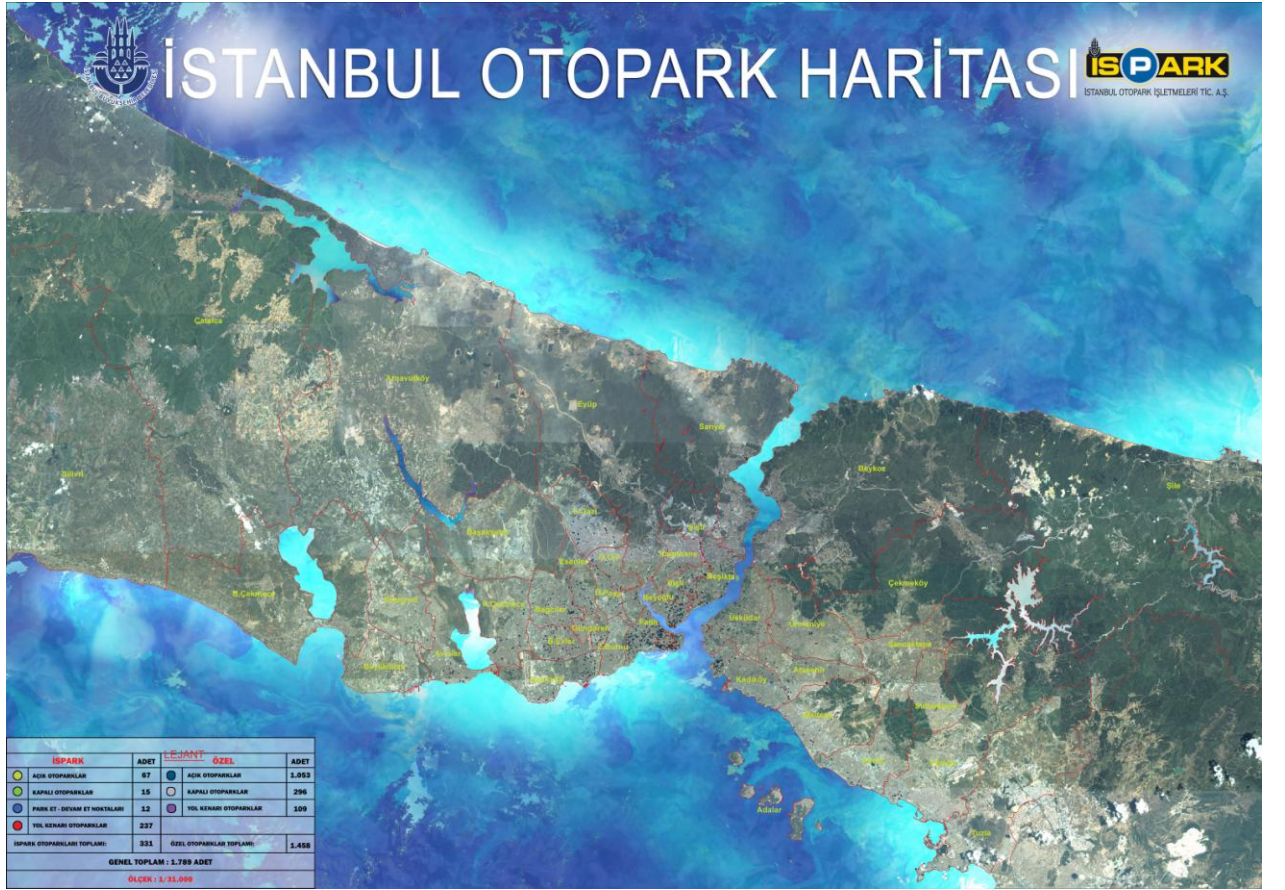 İSTANBUL OTOPARK HARİTASI
İSPARK
İSTANBUL OTOPARK İŞLETMELERİ TİC. A.Ş.
Çatalca
Arnavutköy
Eyüp
Sarıyer
Beykoz
Silivri
Şile
Başakşehir
Esenler
Beşiktaş
Çekmeköy
B.Çekmece
Bağcılar
Beyoğlu
Fatih
Üsküdar
Ümraniye
Güngören
Kadıköy
Ataşehir
Adalar
Tuzla
LEJANT
İSPARK ADET ÖZEL ADET
AÇIK OTOPARKLAR 67 AÇIK OTOPARKLAR 1.053
KAPALI OTOPARKLAR 15 KAPALI OTOPARKLAR 296
PARK ET - DEVAM ET NOKTALARI 12 YOL KENARI OTOPARKLAR 109
YOL KENARI OTOPARKLAR 237
İSPARK OTOPARKLARI TOPLAMI: 331 ÖZEL OTOPARKLAR TOPLAMI: 1.458
GENEL TOPLAM : 1.789 ADET
ÖLÇEK : 1/31.000